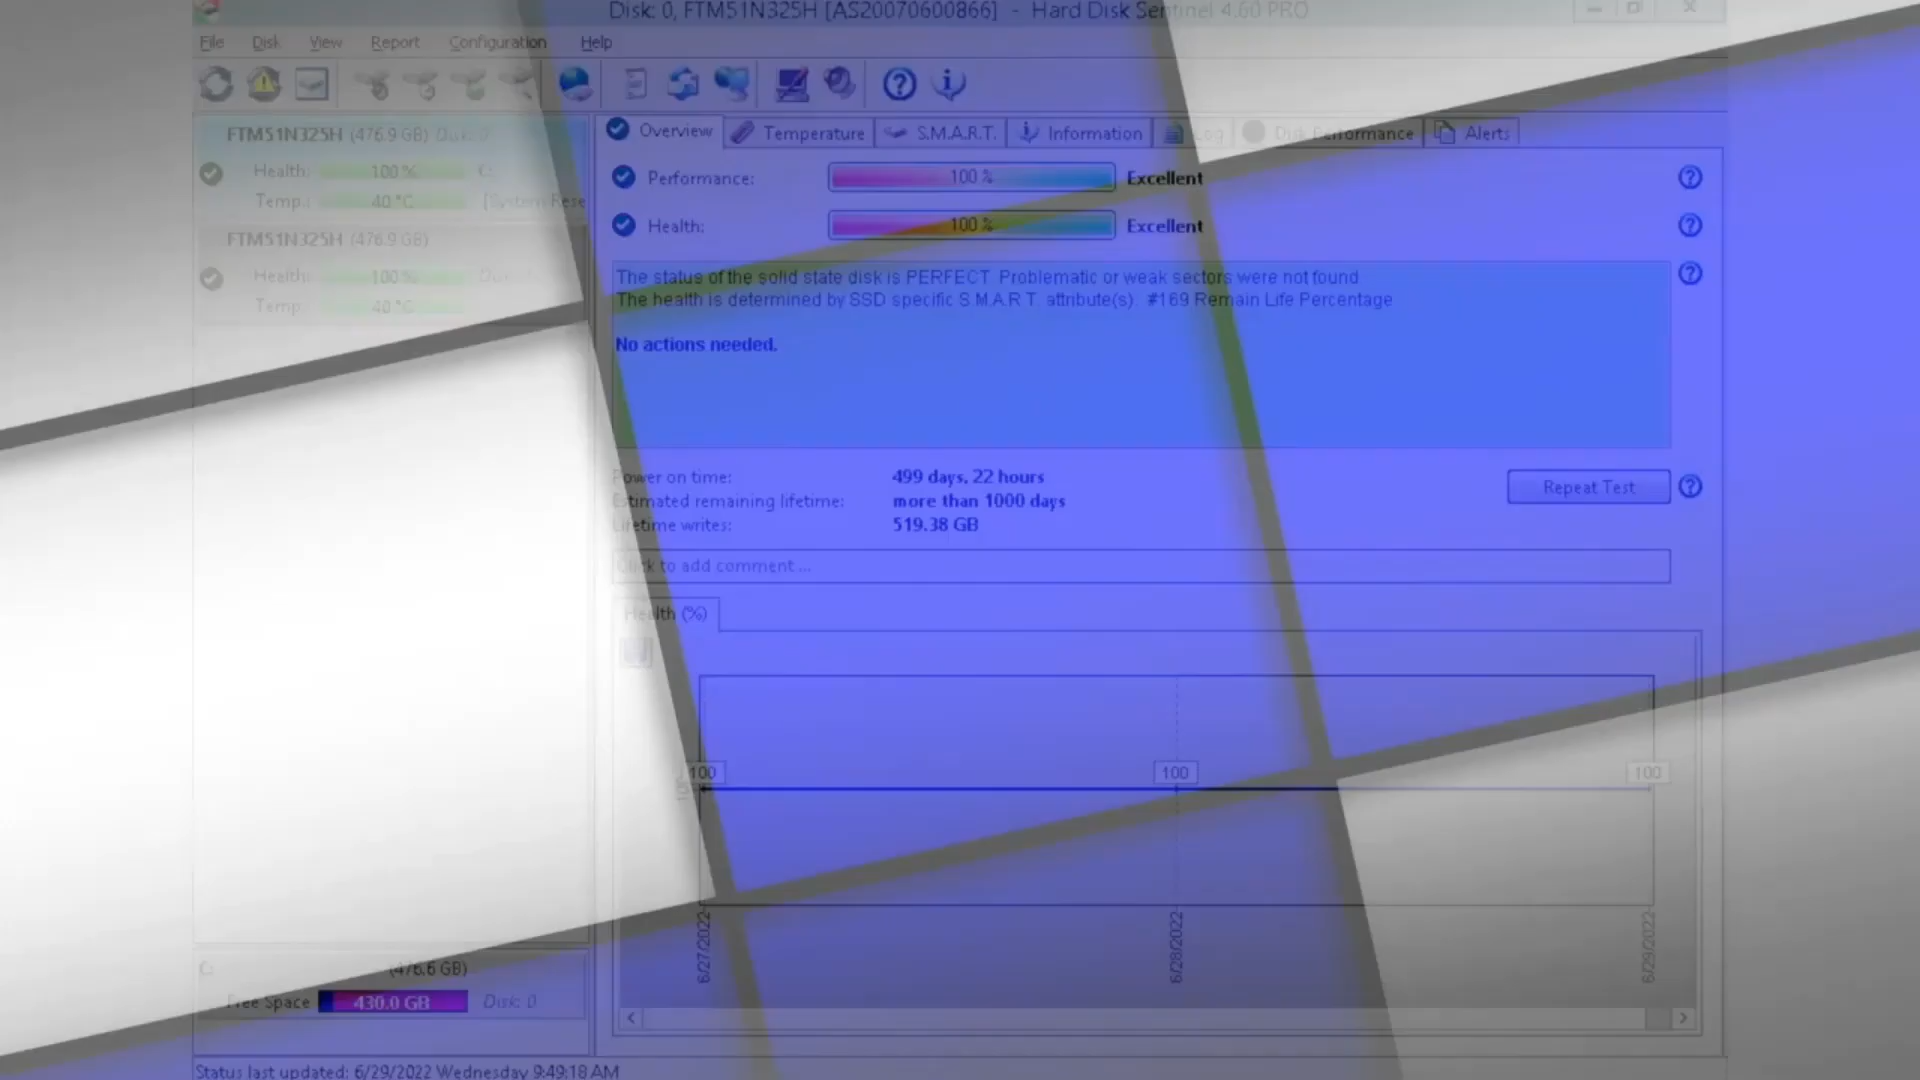 Disk: 0, FTM51N325H [AS20070600866] - Hard Disk Sentinel 4.60 PRO
File Disk View Report Configuration Help
FTM51N325H (476.9 GB) Disk: 0
Health: 100 % C:
Temp.: 40 °C [System Rese
FTM51N325H (476.9 GB)
Health: 100 %
Temp.: 40 °C
Overview Temperature S.M.A.R.T. Information Log Disk Performance Alerts
Performance: 100 % Excellent
Health: 100 % Excellent
The status of the solid state disk is PERFECT. Problematic or weak sectors were not found
The health is determined by SSD specific S.M.A.R.T. attribute(s): #169 Remain Life Percentage
No actions needed.
Power on time: 499 days, 22 hours
Estimated remaining lifetime: more than 1000 days
Lifetime writes: 519.38 GB
Repeat Test
Click to add comment ...
Health (%)
100 100 100
6/27/2022 6/28/2022 6/29/2022
C: (476.6 GB)
Free Space 430.0 GB Disk: 0
Status last updated: 6/29/2022 Wednesday 9:49:18 AM